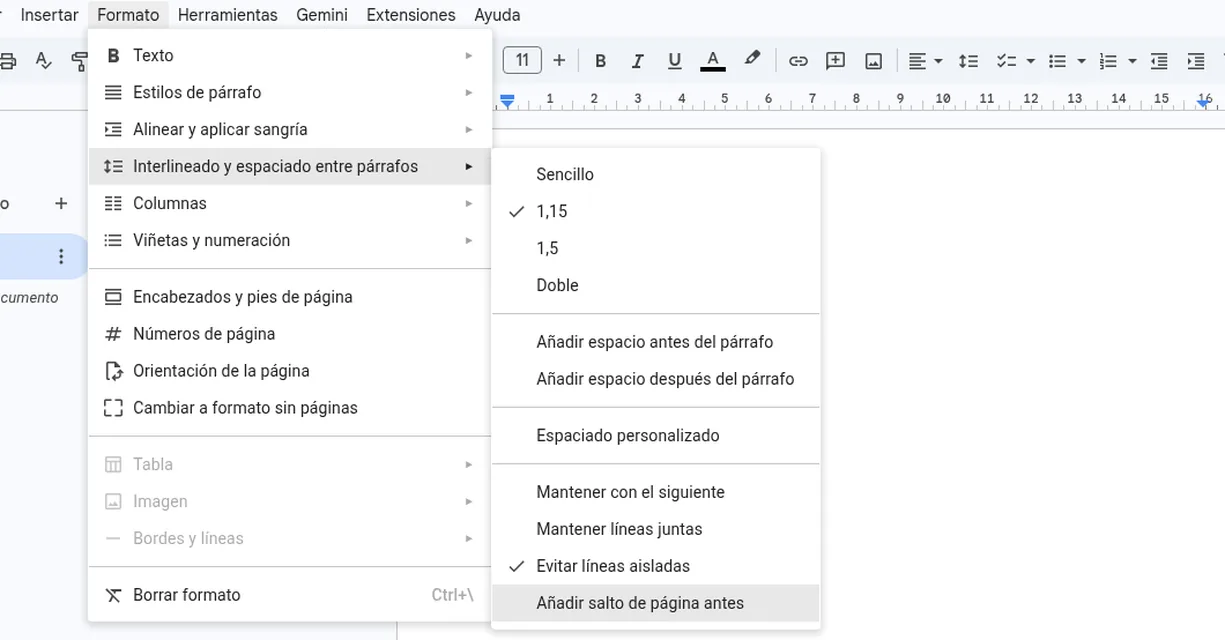 Insertar Formato Herramientas Gemini Extensiones Ayuda
11 B I U A
1 2 3 4 5 6 7 8 9 10 11 12 13 14 15 16
B Texto
Estilos de párrafo
Alinear y aplicar sangría
Interlineado y espaciado entre párrafos
Columnas
Viñetas y numeración
Encabezados y pies de página
Números de página
Orientación de la página
Cambiar a formato sin páginas
Tabla
Imagen
Bordes y líneas
Borrar formato Ctrl+\
Sencillo
1,15
1,5
Doble
Añadir espacio antes del párrafo
Añadir espacio después del párrafo
Espaciado personalizado
Mantener con el siguiente
Mantener líneas juntas
Evitar líneas aisladas
Añadir salto de página antes